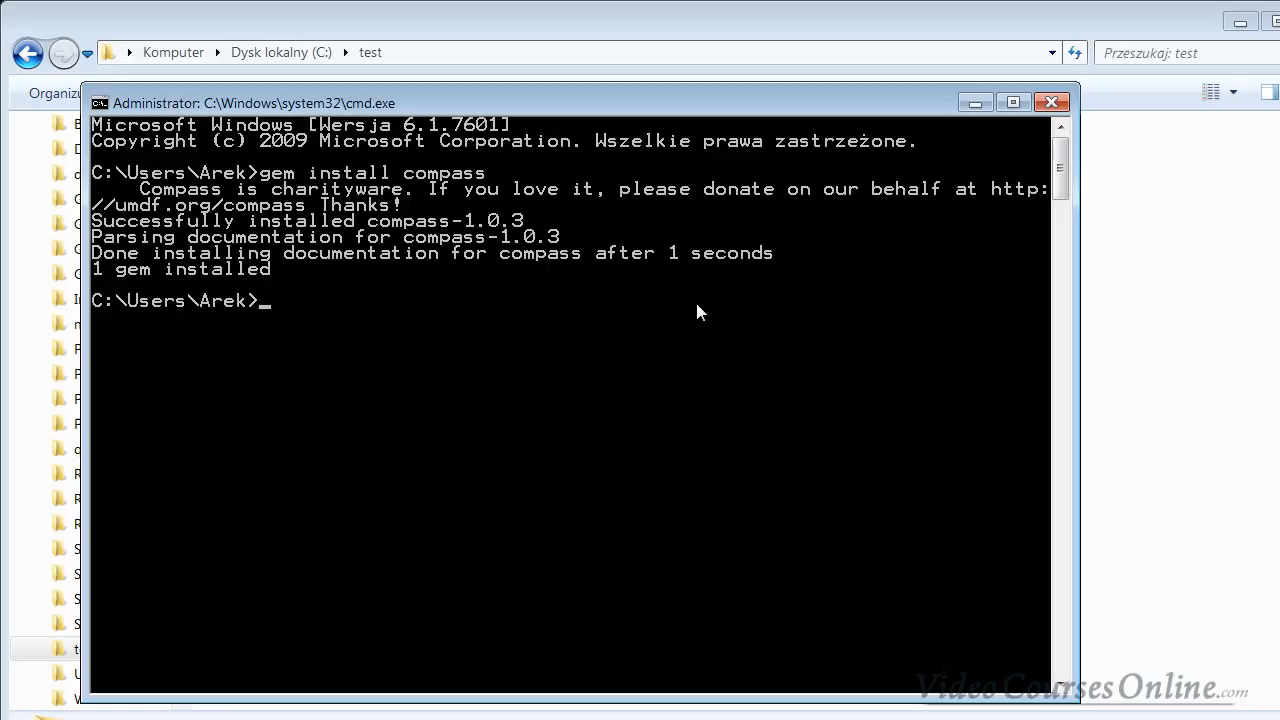 Komputer Dysk lokalny (C:) test
Przeszukaj: test
Administrator: C:\Windows\system32\cmd.exe
Microsoft Windows [Wersja 6.1.7601]
Copyright (c) 2009 Microsoft Corporation. Wszelkie prawa zastrzeżone.
C:\Users\Arek>gem install compass
Compass is charityware. If you love it, please donate on our behalf at http:
//umdf.org/compass Thanks!
Successfully installed compass-1.0.3
Parsing documentation for compass-1.0.3
Done installing documentation for compass after 1 seconds
1 gem installed
C:\Users\Arek>_
VideoCoursesOnline.com